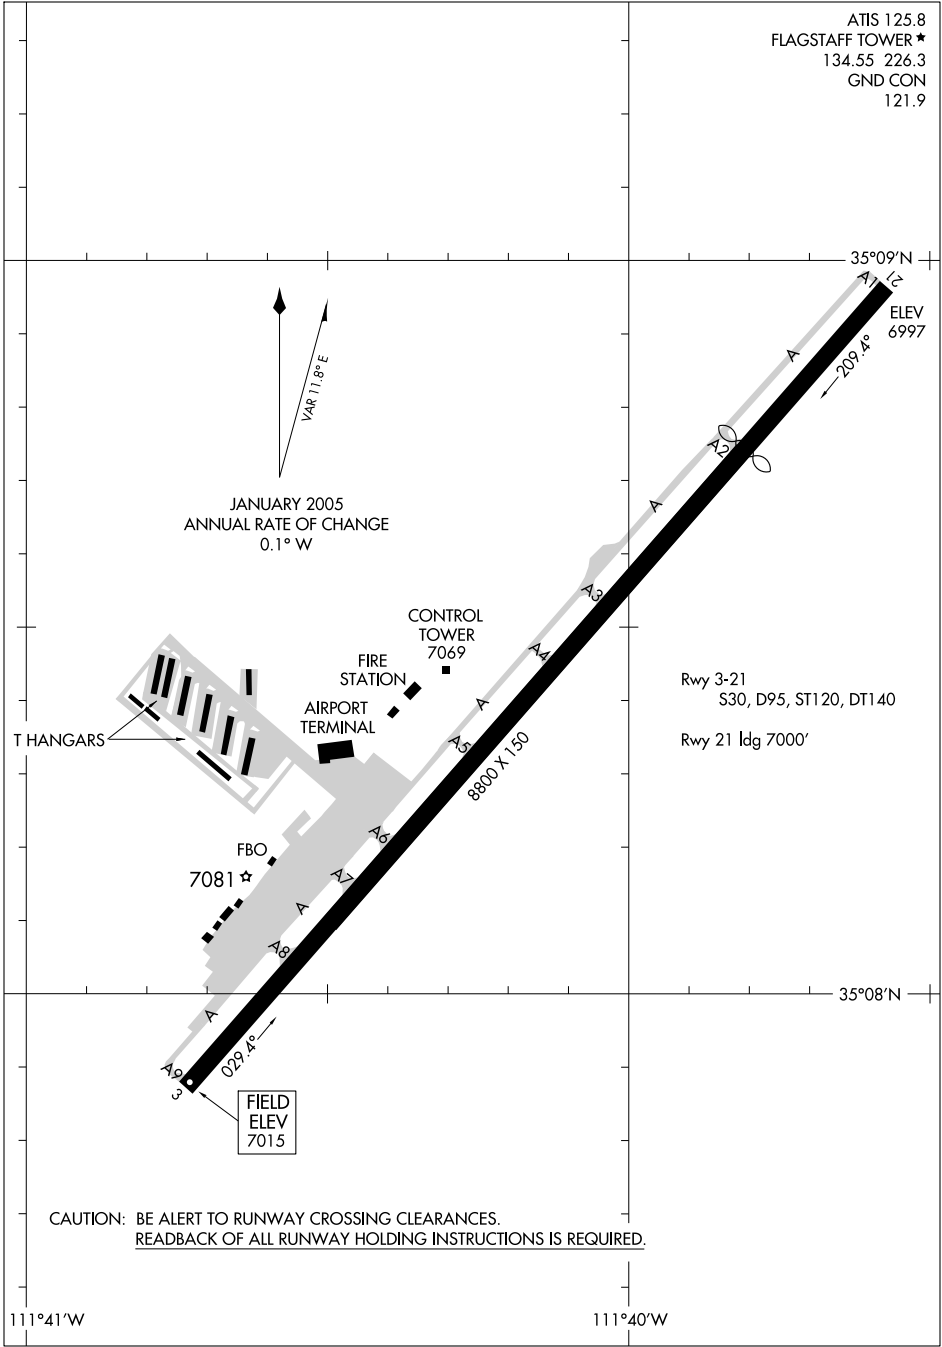 ATIS 125.8
FLAGSTAFF TOWER ★
134.55 226.3
GND CON
121.9
35°09'N
A1
21
ELEV
6997
A
209.4°
VAR 11.8° E
A2
JANUARY 2005
ANNUAL RATE OF CHANGE
0.1° W
A
A3
CONTROL
TOWER
7069
A4
FIRE
STATION
Rwy 3-21
S30, D95, ST120, DT140
A
AIRPORT
TERMINAL
T HANGARS
A5
Rwy 21 ldg 7000'
8800 X 150
A6
FBO
7081
A7
A
A8
35°08'N
A
029.4°
A9
3
FIELD
ELEV
7015
CAUTION: BE ALERT TO RUNWAY CROSSING CLEARANCES.
READBACK OF ALL RUNWAY HOLDING INSTRUCTIONS IS REQUIRED.
111°41'W
111°40'W